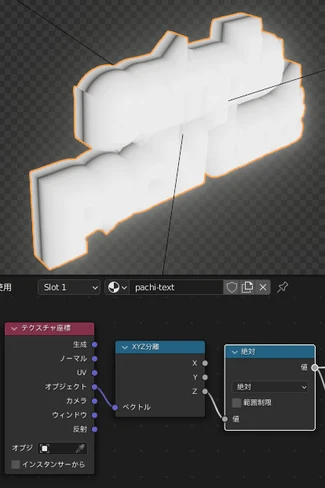 使用
Slot 1
pachi-text
テクスチャ座標
生成
ノーマル
UV
オブジェクト
カメラ
ウィンドウ
反射
オブジ
インスタンサーから
XYZ分離
X
Y
Z
ベクトル
絶対
値
絶対
範囲制限
値